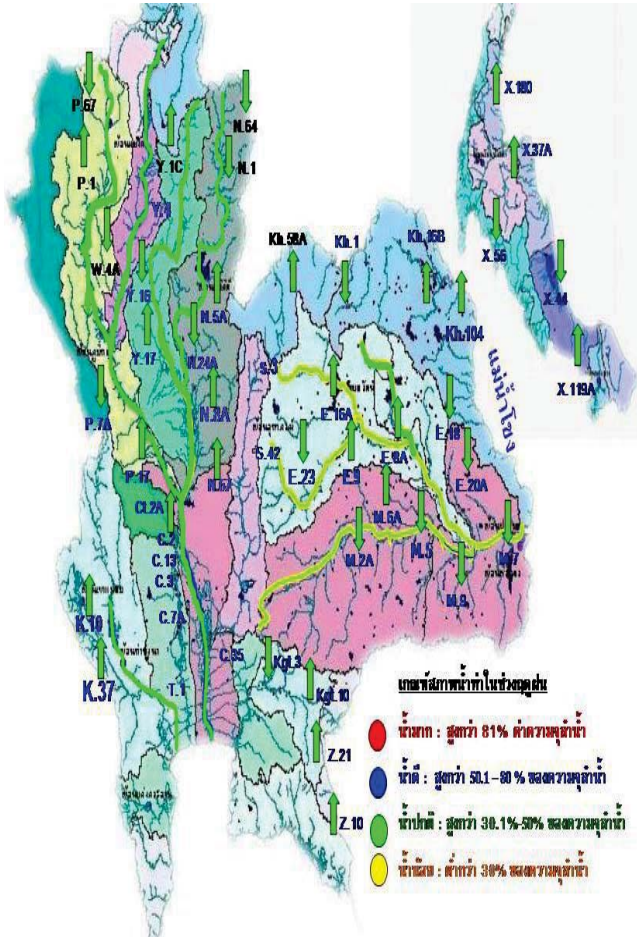 P.67
N.64
X.180
P.1
Y.1C
N.1
X.37A
W.4A
Kh.58A
Kh.1
Kh.16B
X.56
Y.16
N.5A
Kh.104
X.44
Y.17
N.24A
S.3
แม่น้ำโขง
X.119A
P.7A
N.8A
E.16A
E.18
S.42
E.23
E.9
E.8A
P.17
N.67
E.20A
Ct.2A
M.6A
C.2
M.2A
M.5
M.7
C.13
C.3
M.9
C.7A
K.10
C.35
Kgt.3
K.37
T.1
Kgt.10
เกณฑ์สภาพน้ำท่าในช่วงฤดูฝน
น้ำมาก : สูงกว่า 81% ค่าความจุลำน้ำ
Z.21
น้ำดี : สูงกว่า 50.1-80 % ของความจุลำน้ำ
Z.10
น้ำปกติ : สูงกว่า 30.1%-50% ของความจุลำน้ำ
น้ำน้อย : ต่ำกว่า 30% ของความจุลำน้ำ